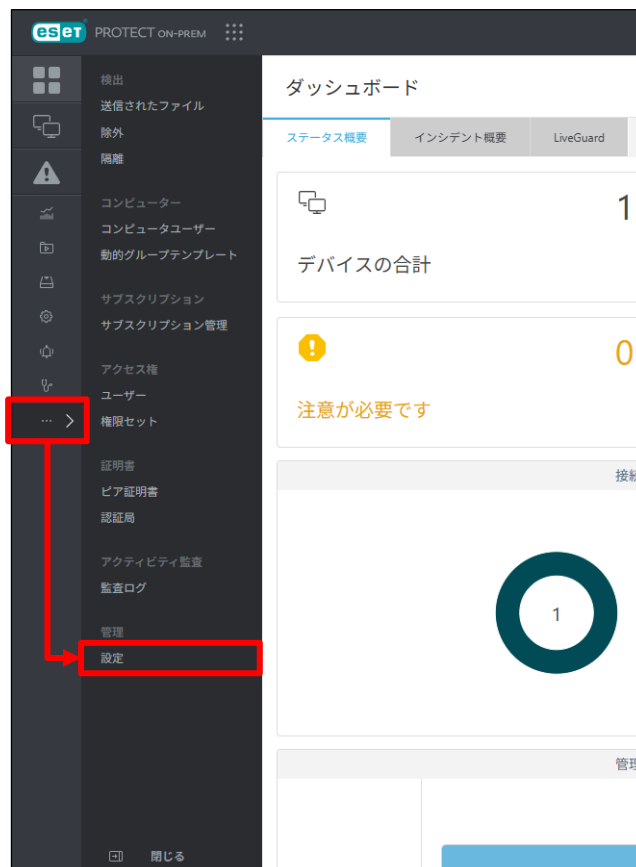 eset PROTECT ON-PREM
検出
送信されたファイル
除外
隔離
コンピューター
コンピュータユーザー
動的グループテンプレート
サブスクリプション
サブスクリプション管理
アクセス権
ユーザー
権限セット
証明書
ピア証明書
認証局
アクティビティ監査
監査ログ
管理
設定
閉じる
ダッシュボード
ステータス概要 インシデント概要 LiveGuard
1
デバイスの合計
0
注意が必要です
接続
1
管理